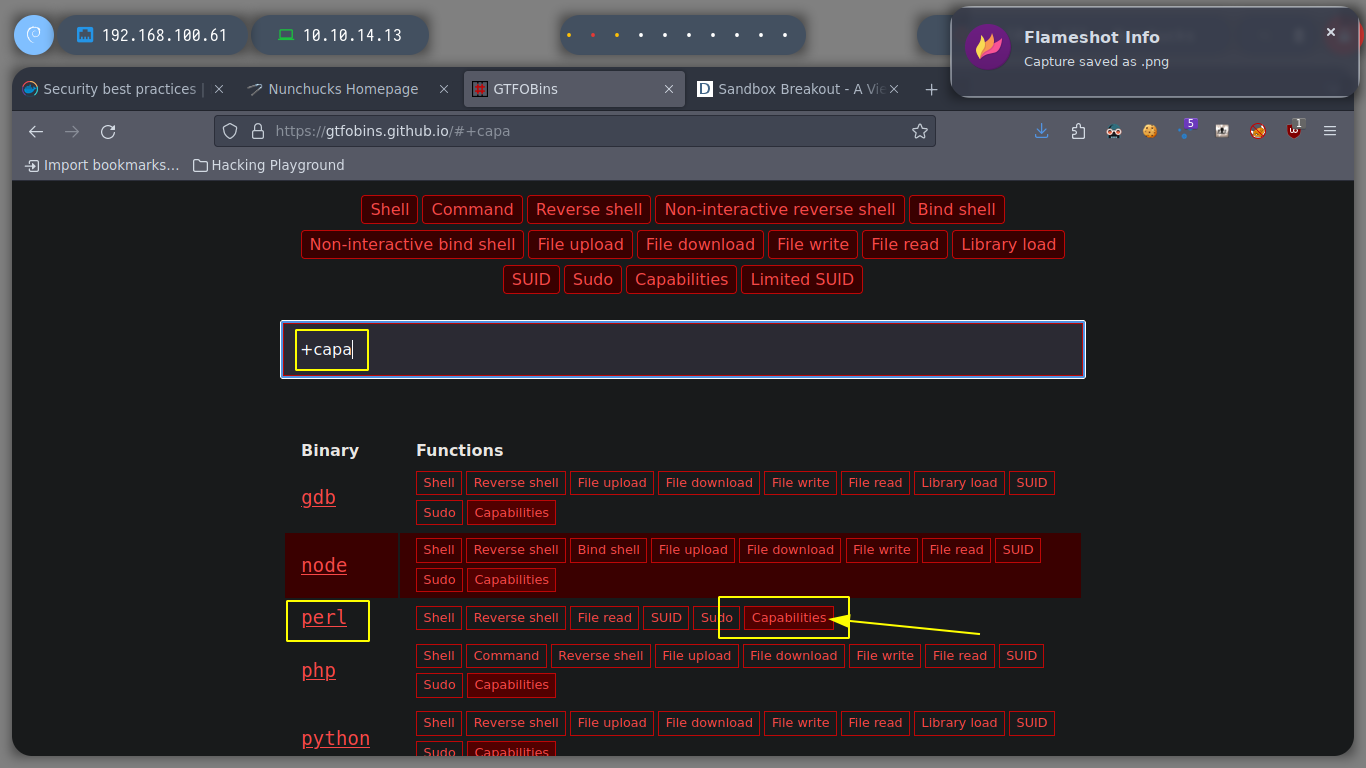 192.168.100.61
10.10.14.13
Flameshot Info
Capture saved as .png
Security best practices |
Nunchucks Homepage
GTFOBins
Sandbox Breakout - A Vie
https://gtfobins.github.io/#+capa
5
1
Import bookmarks...
Hacking Playground
Shell Command Reverse shell Non-interactive reverse shell Bind shell
Non-interactive bind shell File upload File download File write File read Library load
SUID Sudo Capabilities Limited SUID
+capa
Binary Functions
gdb
Shell Reverse shell File upload File download File write File read Library load SUID
Sudo Capabilities
node
Shell Reverse shell Bind shell File upload File download File write File read SUID
Sudo Capabilities
perl
Shell Reverse shell File read SUID Sudo Capabilities
php
Shell Command Reverse shell File upload File download File write File read SUID
Sudo Capabilities
python
Shell Reverse shell File upload File download File write File read Library load SUID
Sudo Capabilities